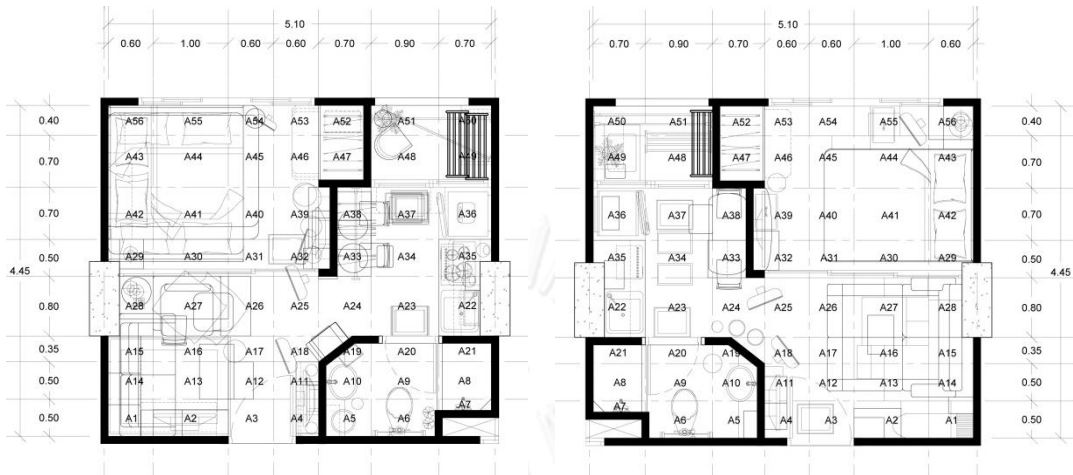 5.10
5.10
0.60 1.00 0.60 0.60 0.70 0.90 0.70
0.70 0.90 0.70 0.60 0.60 1.00 0.60
0.40 A56 A55 A54 A53 A52 A51 A50
A50 A51 A52 A53 A54 A55 A56 0.40
0.70 A43 A44 A45 A46 A47 A48 A49
A49 A48 A47 A46 A45 A44 A43 0.70
0.70 A42 A41 A40 A39 A38 A37 A36
A36 A37 A38 A39 A40 A41 A42 0.70
0.50 A29 A30 A31 A32 A33 A34 A35
A35 A34 A33 A32 A31 A30 A29 0.50
4.45
4.45
0.80 A28 A27 A26 A25 A24 A23 A22
A22 A23 A24 A25 A26 A27 A28 0.80
0.35 A15 A16 A17 A18 A19 A20 A21
A21 A20 A19 A18 A17 A16 A15 0.35
0.50 A14 A13 A12 A11 A10 A9 A8
A8 A9 A10 A11 A12 A13 A14 0.50
A7
A7
0.50 A1 A2 A3 A4 A5 A6
A6 A5 A4 A3 A2 A1 0.50